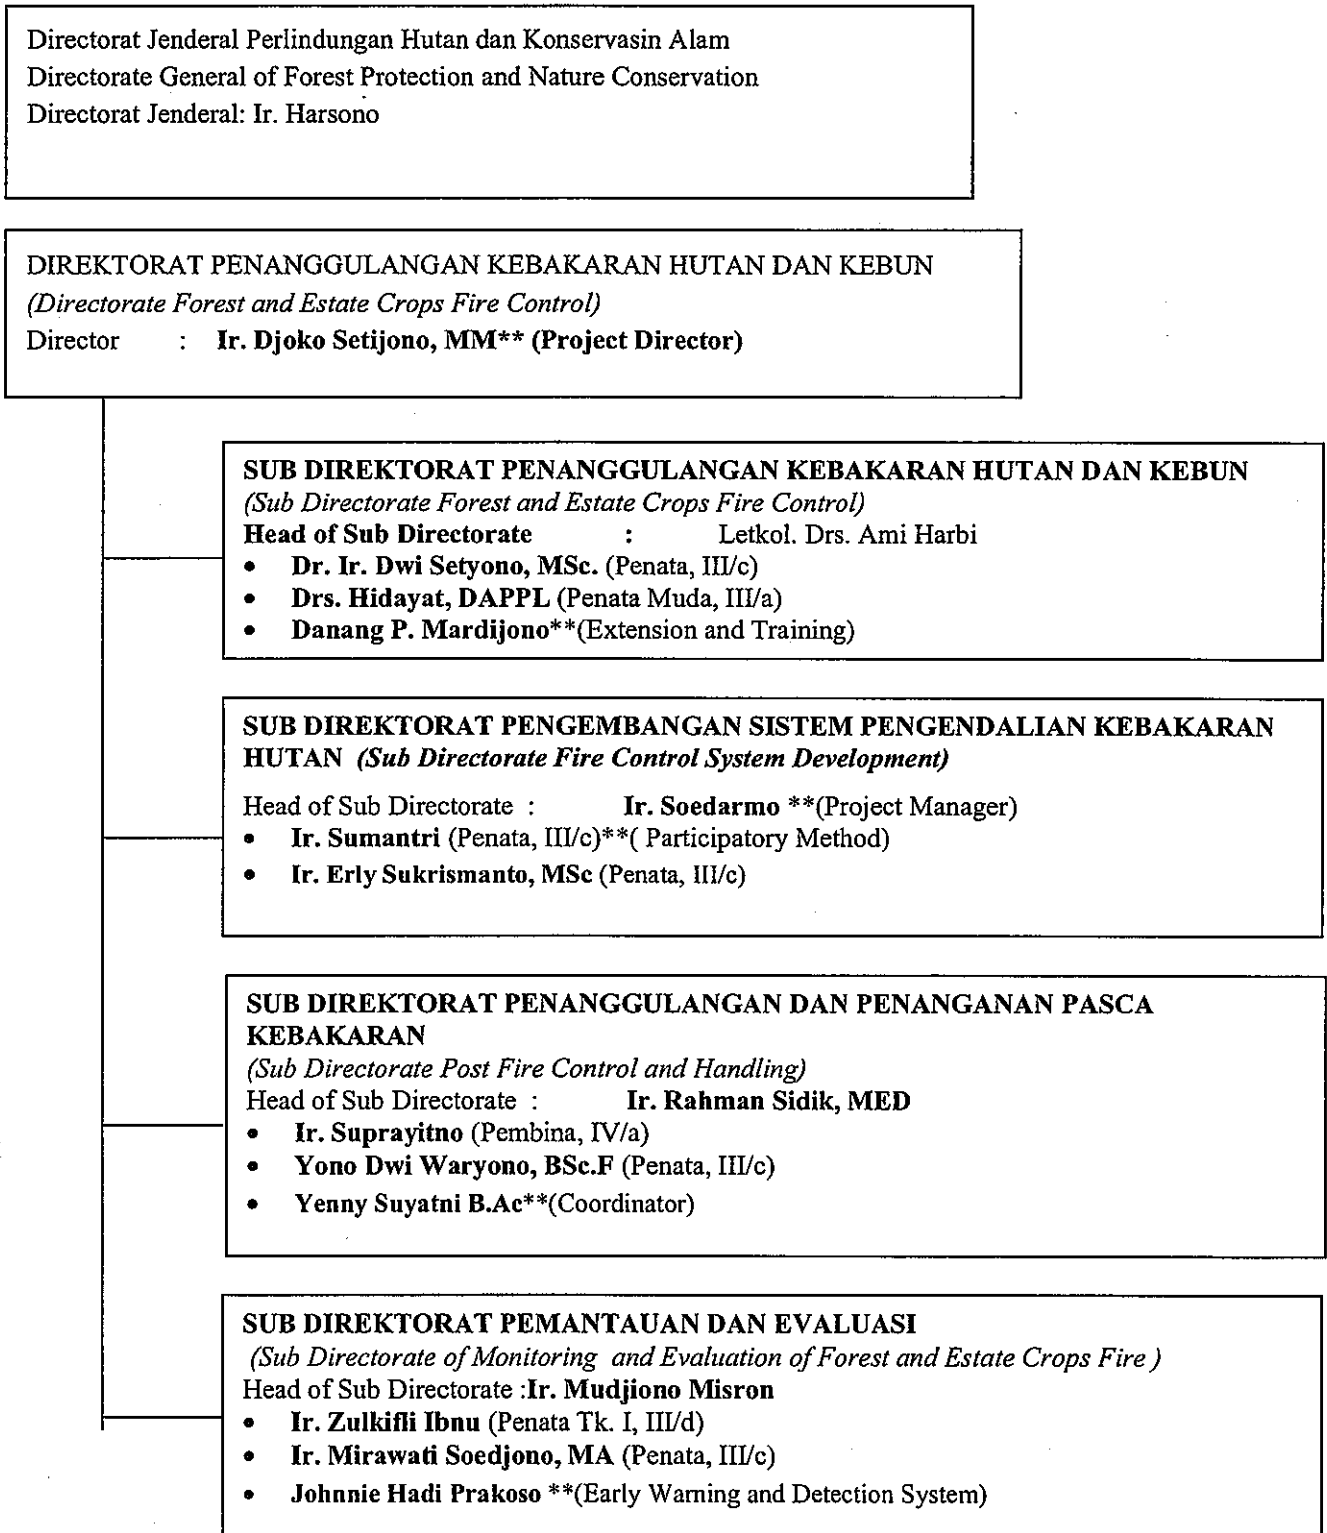 Directorat Jenderal Perlindungan Hutan dan Konservasin Alam
Directorate General of Forest Protection and Nature Conservation
Directorat Jenderal: Ir. Harsono
DIREKTORAT PENANGGULANGAN KEBAKARAN HUTAN DAN KEBUN
(Directorate Forest and Estate Crops Fire Control)
Director : Ir. Djoko Setijono, MM** (Project Director)
SUB DIREKTORAT PENANGGULANGAN KEBAKARAN HUTAN DAN KEBUN
(Sub Directorate Forest and Estate Crops Fire Control)
Head of Sub Directorate : Letkol. Drs. Ami Harbi
• Dr. Ir. Dwi Setyono, MSc. (Penata, III/c)
• Drs. Hidayat, DAPPL (Penata Muda, III/a)
• Danang P. Mardijono**(Extension and Training)
SUB DIREKTORAT PENGEMBANGAN SISTEM PENGENDALIAN KEBAKARAN
HUTAN (Sub Directorate Fire Control System Development)
Head of Sub Directorate : Ir. Soedarmo **(Project Manager)
• Ir. Sumantri (Penata, III/c)**( Participatory Method)
• Ir. Erly Sukrismanto, MSc (Penata, III/c)
SUB DIREKTORAT PENANGGULANGAN DAN PENANGANAN PASCA
KEBAKARAN
(Sub Directorate Post Fire Control and Handling)
Head of Sub Directorate : Ir. Rahman Sidik, MED
• Ir. Suprayitno (Pembina, IV/a)
• Yono Dwi Waryono, BSc.F (Penata, III/c)
• Yenny Suyatni B.Ac**(Coordinator)
SUB DIREKTORAT PEMANTAUAN DAN EVALUASI
(Sub Directorate of Monitoring and Evaluation of Forest and Estate Crops Fire )
Head of Sub Directorate :Ir. Mudjiono Misron
• Ir. Zulkifli Ibnu (Penata Tk. I, III/d)
• Ir. Mirawati Soedjono, MA (Penata, III/c)
• Johnnie Hadi Prakoso **(Early Warning and Detection System)